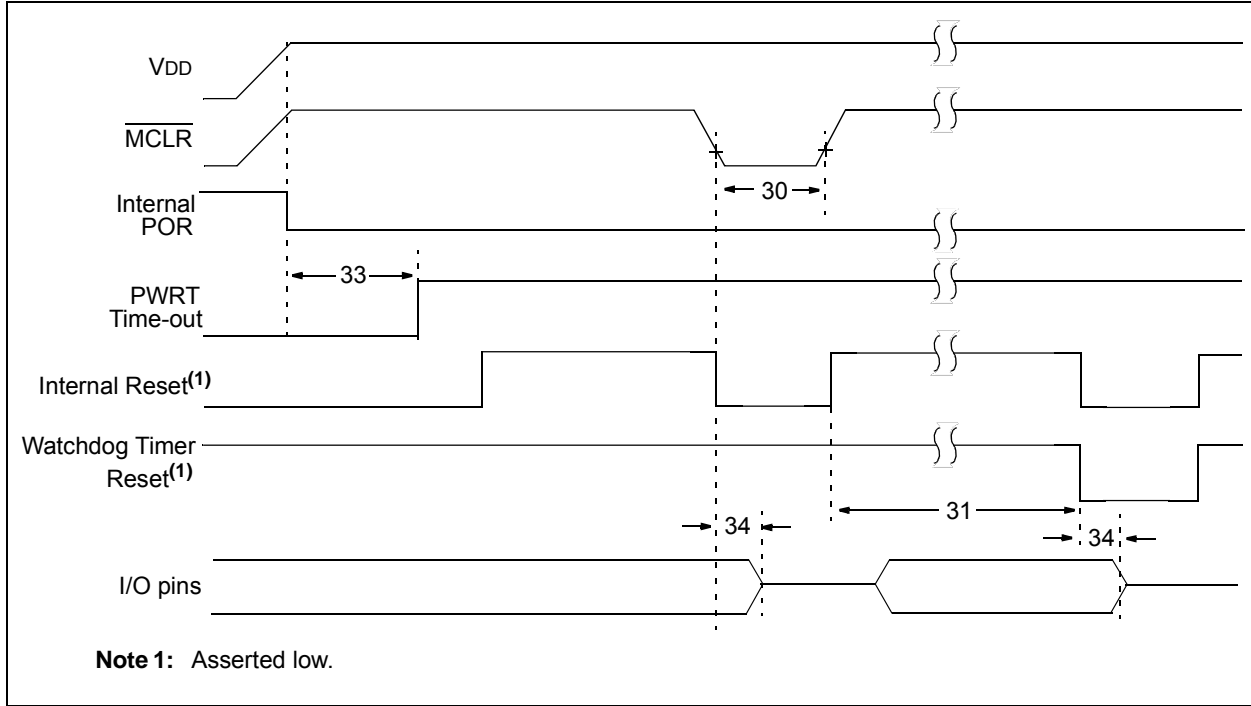 VDD
MCLR
30
Internal
POR
33
PWRT
Time-out
Internal Reset(1)
Watchdog Timer
Reset(1)
31
34
34
I/O pins
Note 1: Asserted low.